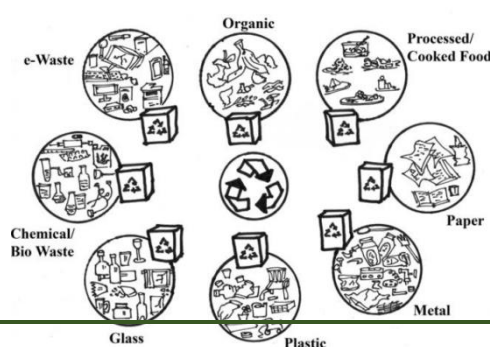 Organic
e-Waste
Processed/
Cooked Food
Chemical/
Bio Waste
Paper
Glass
Plastic
Metal